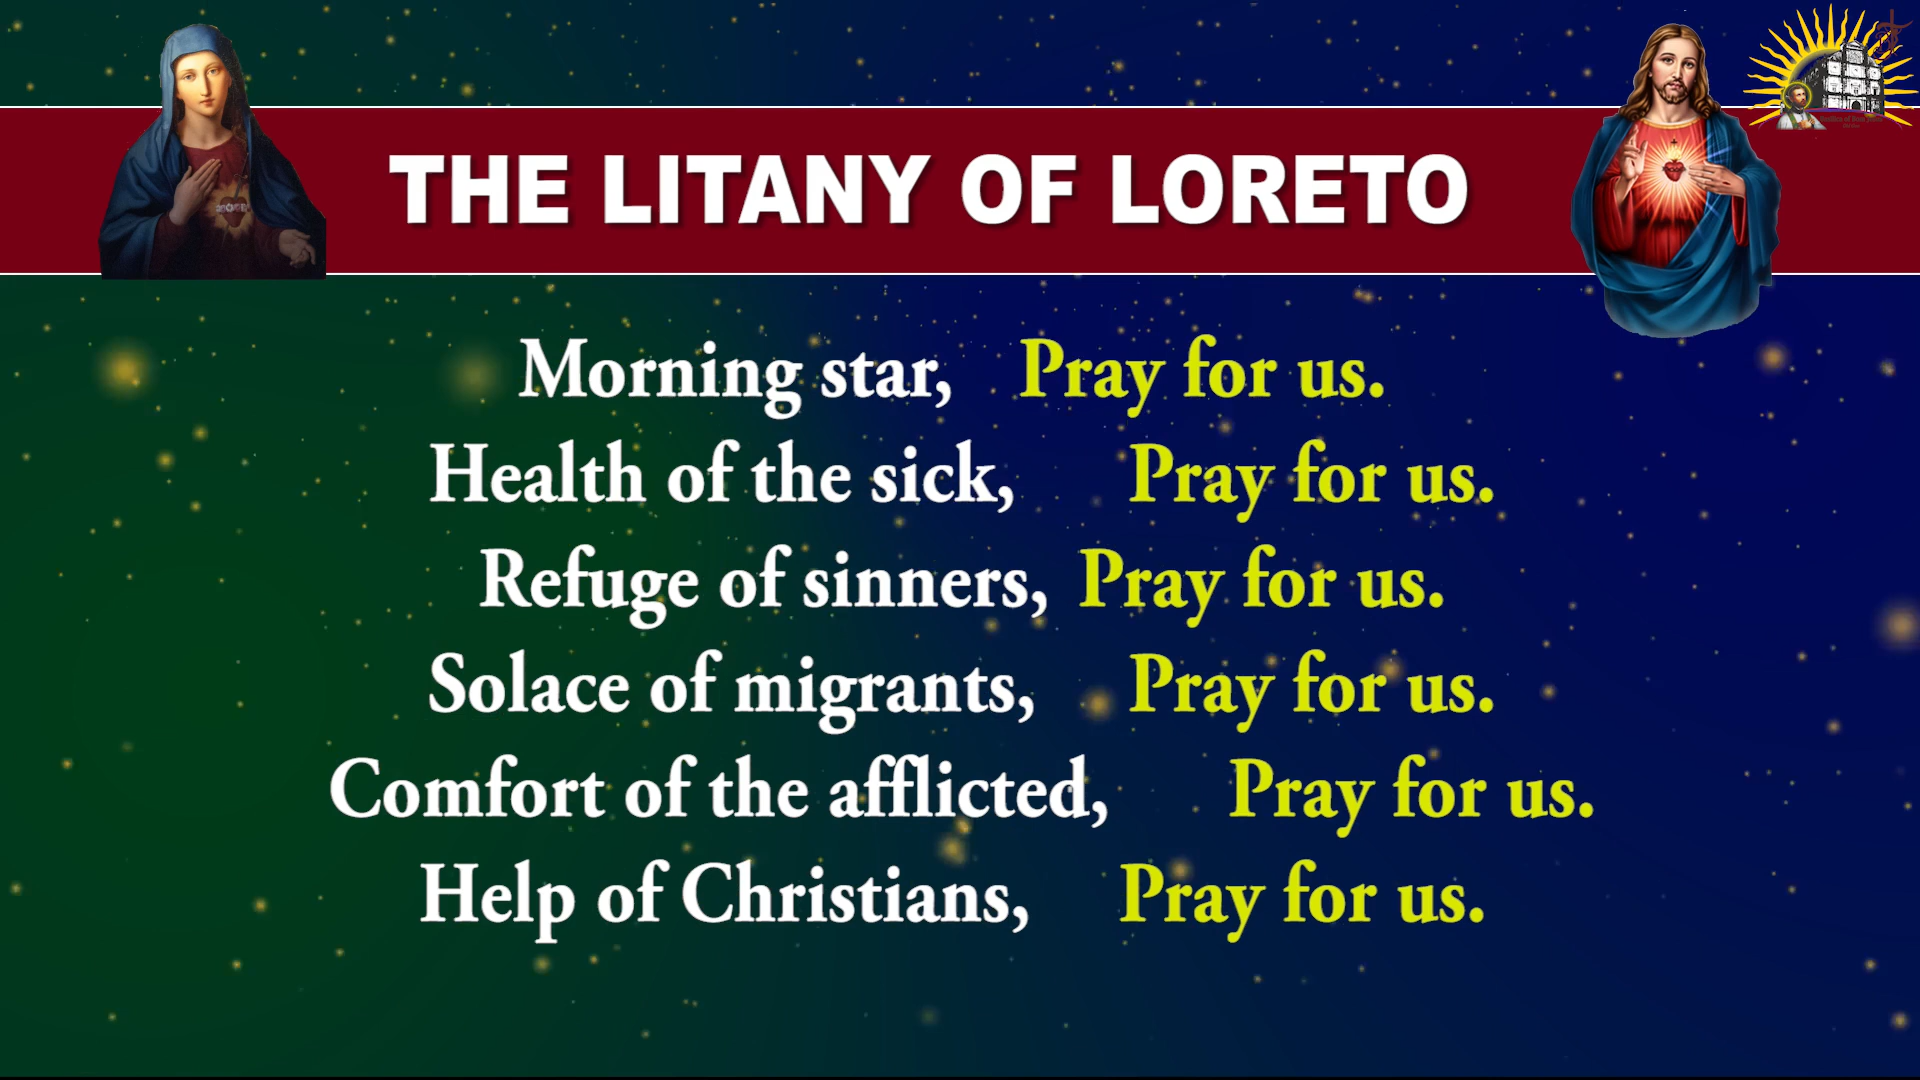 THE LITANY OF LORETO
Morning star, Pray for us.
Health of the sick, Pray for us.
Refuge of sinners, Pray for us.
Solace of migrants, Pray for us.
Comfort of the afflicted, Pray for us.
Help of Christians, Pray for us.